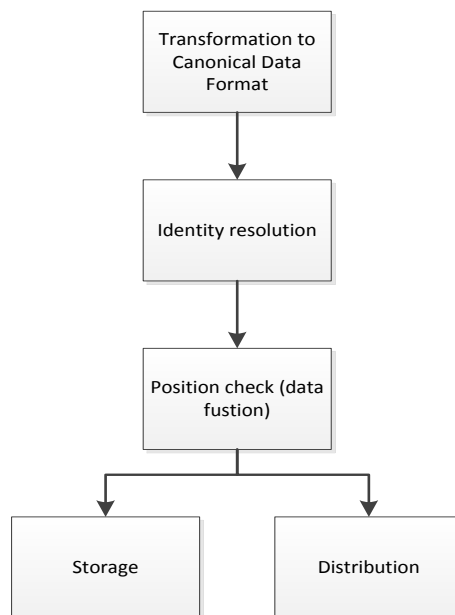 Transformation to
Canonical Data
Format
Identity resolution
Position check (data
fustion)
Storage
Distribution